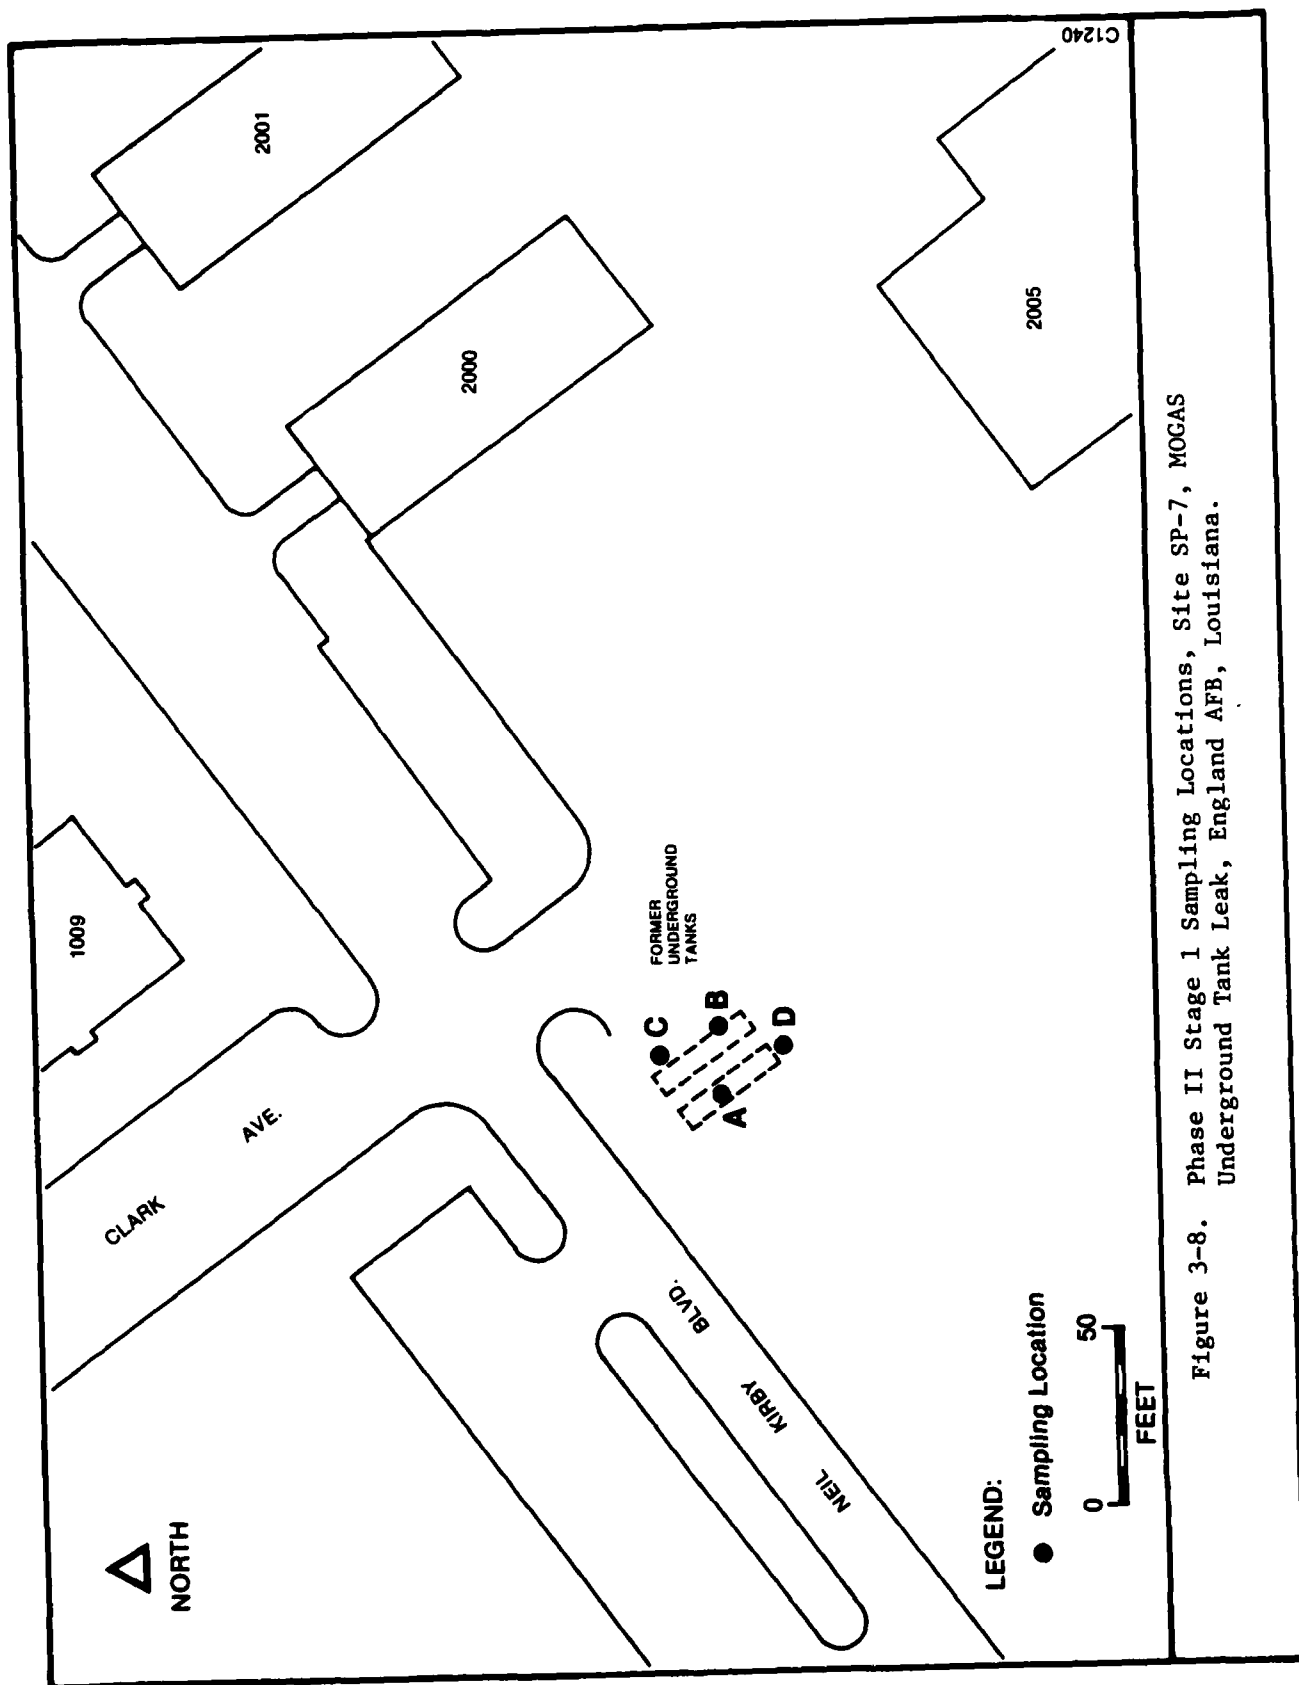 NORTH
CLARK
AVE.
1009
2001
2000
2005
FORMER
UNDERGROUND
TANKS
C
B
A
D
NEIL
KIRBY
BLVD.
LEGEND:
Sampling Location
0 50
FEET
C1240
Figure 3-8. Phase II Stage 1 Sampling Locations, Site SP-7, MOGAS
Underground Tank Leak, England AFB, Louisiana.